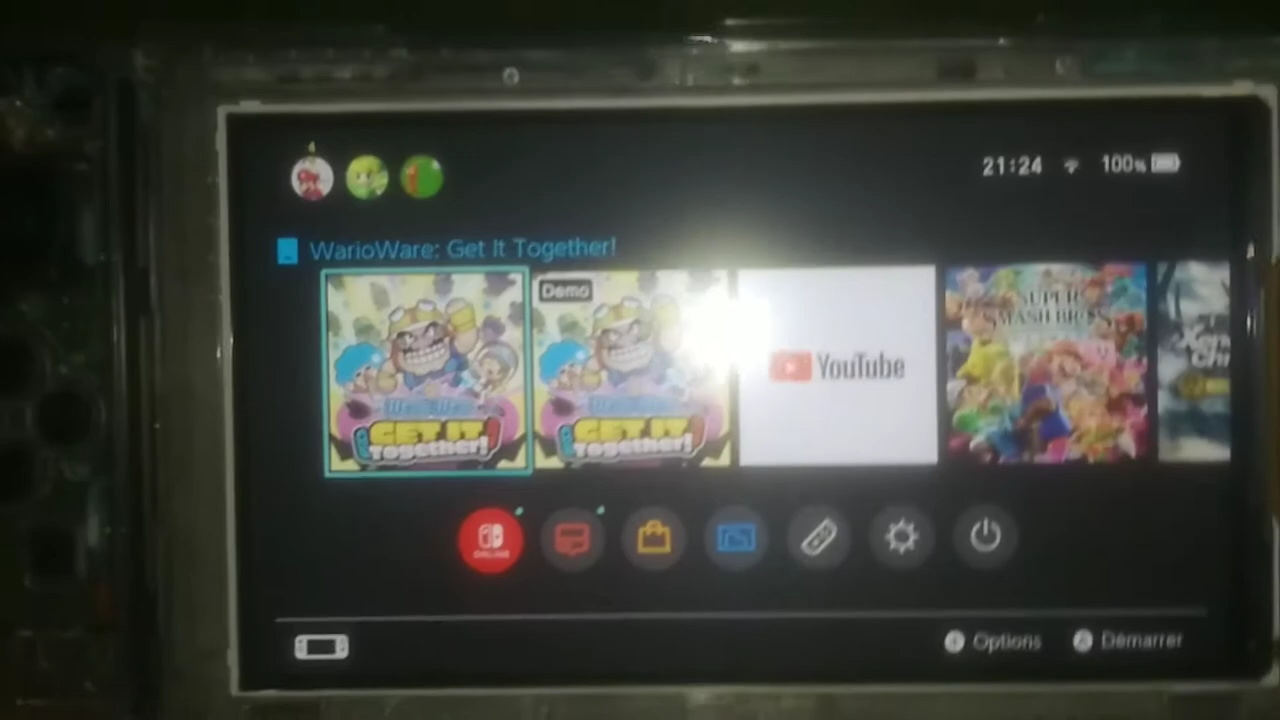 21:24 100%
WarioWare: Get It Together!
Demo
GET IT
Together!
GET IT
Together!
YouTube
SUPER
SMASH BROS
ONLINE
Options Démarrer